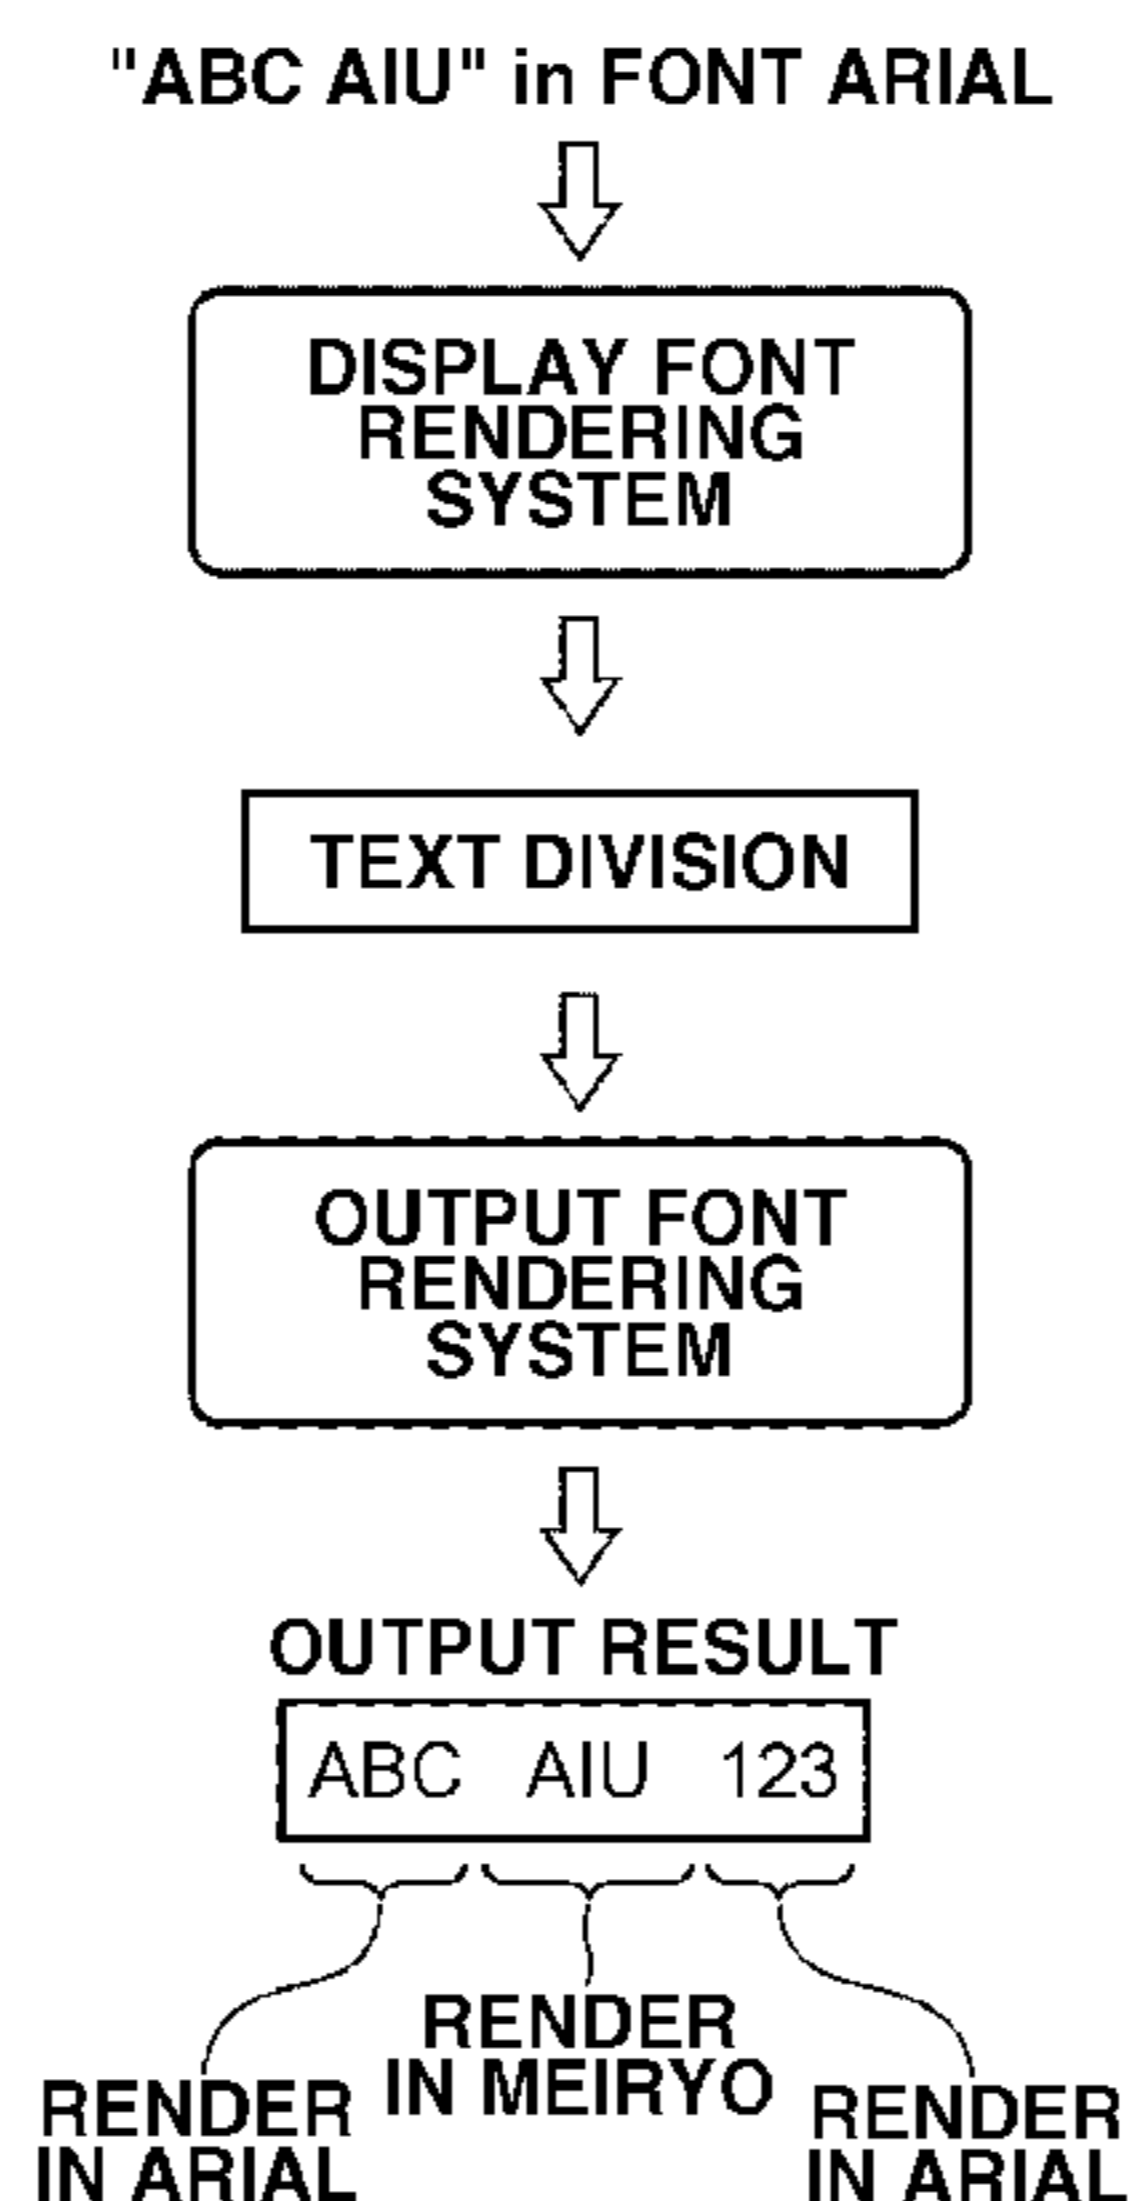 "ABC AIU" in FONT ARIAL
DISPLAY FONT
RENDERING
SYSTEM
TEXT DIVISION
OUTPUT FONT
RENDERING
SYSTEM
OUTPUT RESULT
ABC AIU 123
RENDER
IN MEIRYO
RENDER
IN ARIAL
RENDER
IN ARIAL